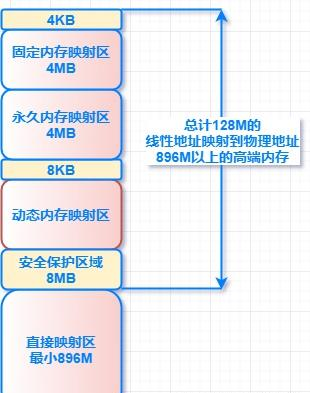 4KB
固定内存映射区
4MB
永久内存映射区
4MB
8KB
动态内存映射区
安全保护区域
8MB
直接映射区
最小896M
总计128M的
线性地址映射到物理地址
896M以上的高端内存